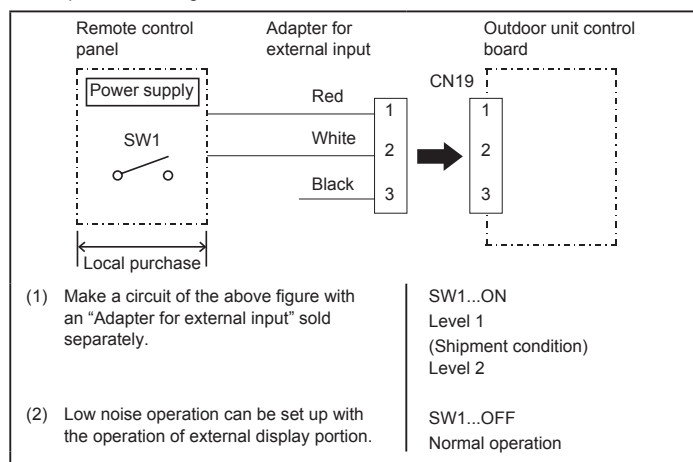 Remote control
panel
Adapter for
external input
Outdoor unit control
board
Power supply
SW1
Red
White
Black
1
2
3
CN19
1
2
3
Local purchase
(1) Make a circuit of the above figure with
an “Adapter for external input” sold
separately.
SW1...ON
Level 1
(Shipment condition)
Level 2
(2) Low noise operation can be set up with
the operation of external display portion.
SW1...OFF
Normal operation